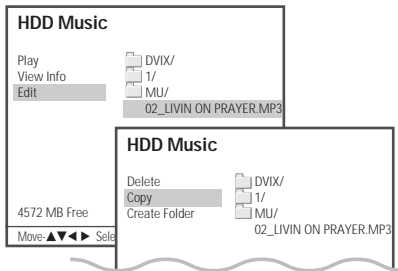 HDD Music
Play
View Info
Edit
DVIX/
1/
MU/
02_LIVIN ON PRAYER.MP3
4572 MB Free
Move-▲▼◀ ▶ Sele
HDD Music
Delete
Copy
Create Folder
DVIX/
1/
MU/
02_LIVIN ON PRAYER.MP3